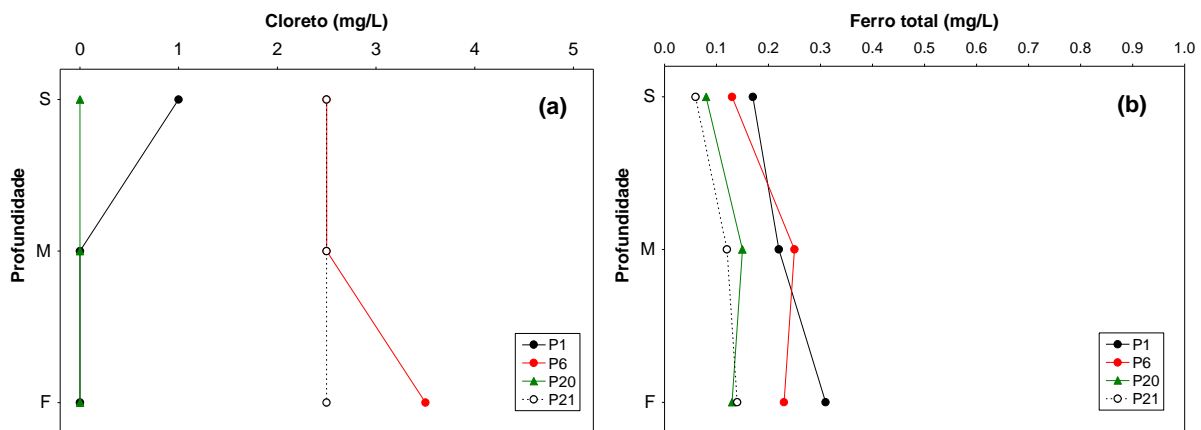 Cloreto (mg/L)
0 1 2 3 4 5
Profundidade
S
M
F
(a)
P1
P6
P20
P21
Ferro total (mg/L)
0.0 0.1 0.2 0.3 0.4 0.5 0.6 0.7 0.8 0.9 1.0
Profundidade
S
M
F
(b)
P1
P6
P20
P21